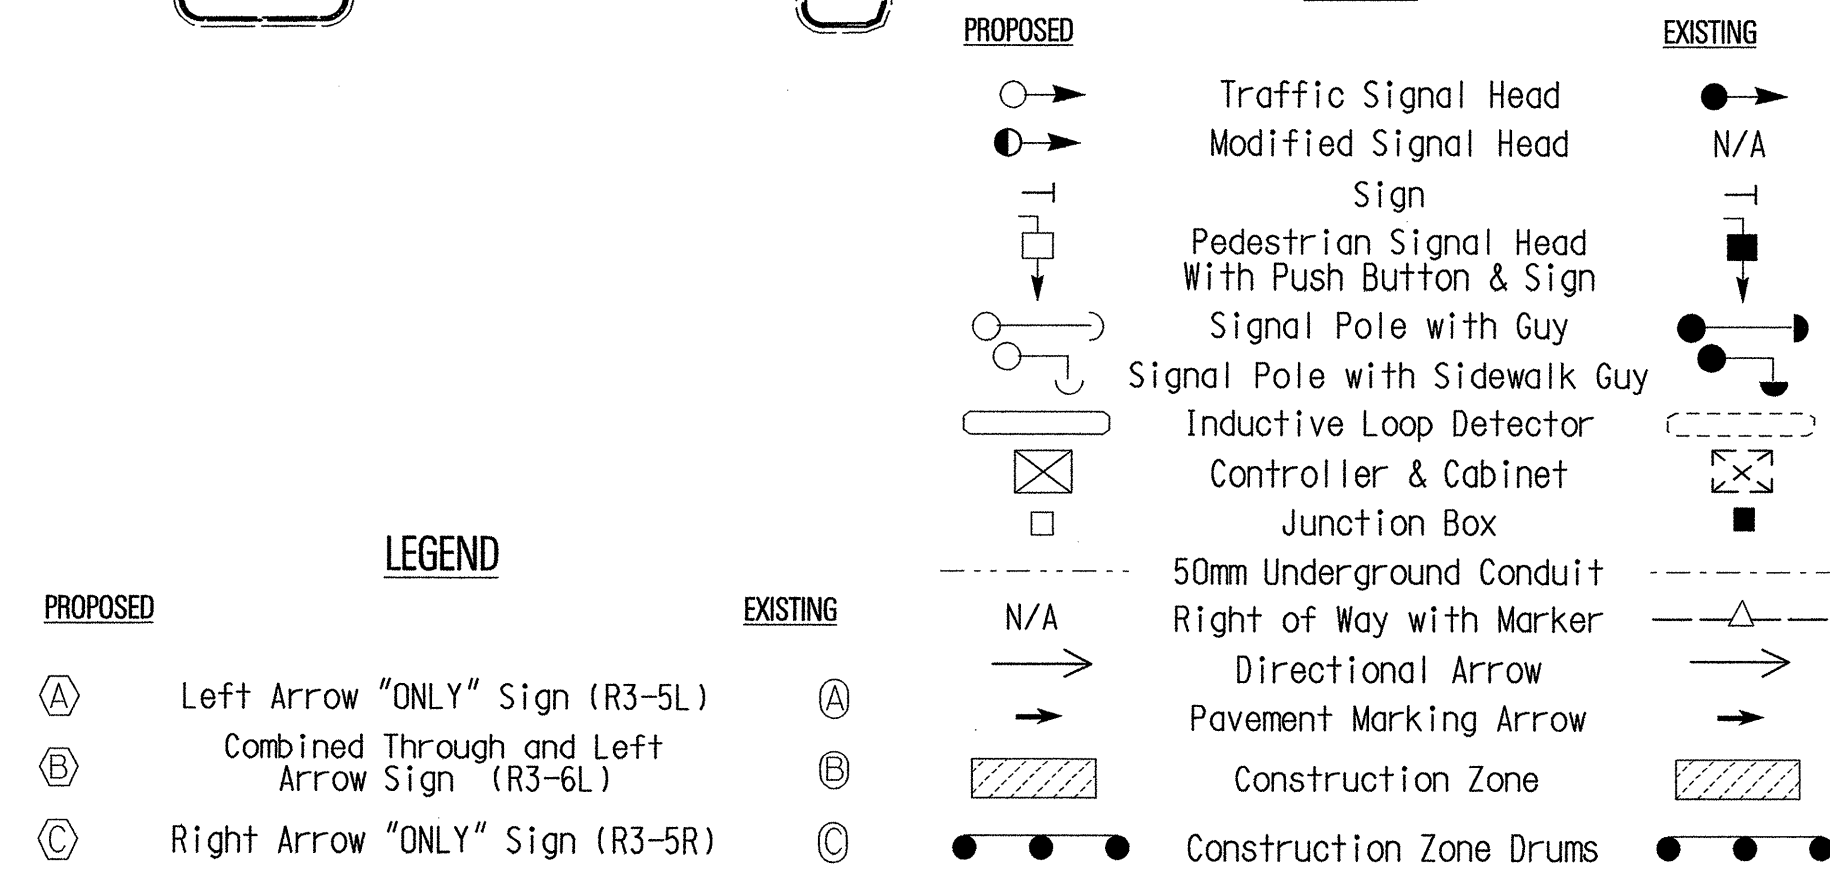 PROPOSED EXISTING
Traffic Signal Head
Modified Signal Head N/A
Sign
Pedestrian Signal Head
With Push Button & Sign
Signal Pole with Guy
Signal Pole with Sidewalk Guy
Inductive Loop Detector
Controller & Cabinet
Junction Box
50mm Underground Conduit
N/A Right of Way with Marker
Directional Arrow
Pavement Marking Arrow
Construction Zone
Construction Zone Drums
LEGEND
PROPOSED EXISTING
A Left Arrow "ONLY" Sign (R3-5L) A
Combined Through and Left
B Arrow Sign (R3-6L) B
C Right Arrow "ONLY" Sign (R3-5R) C